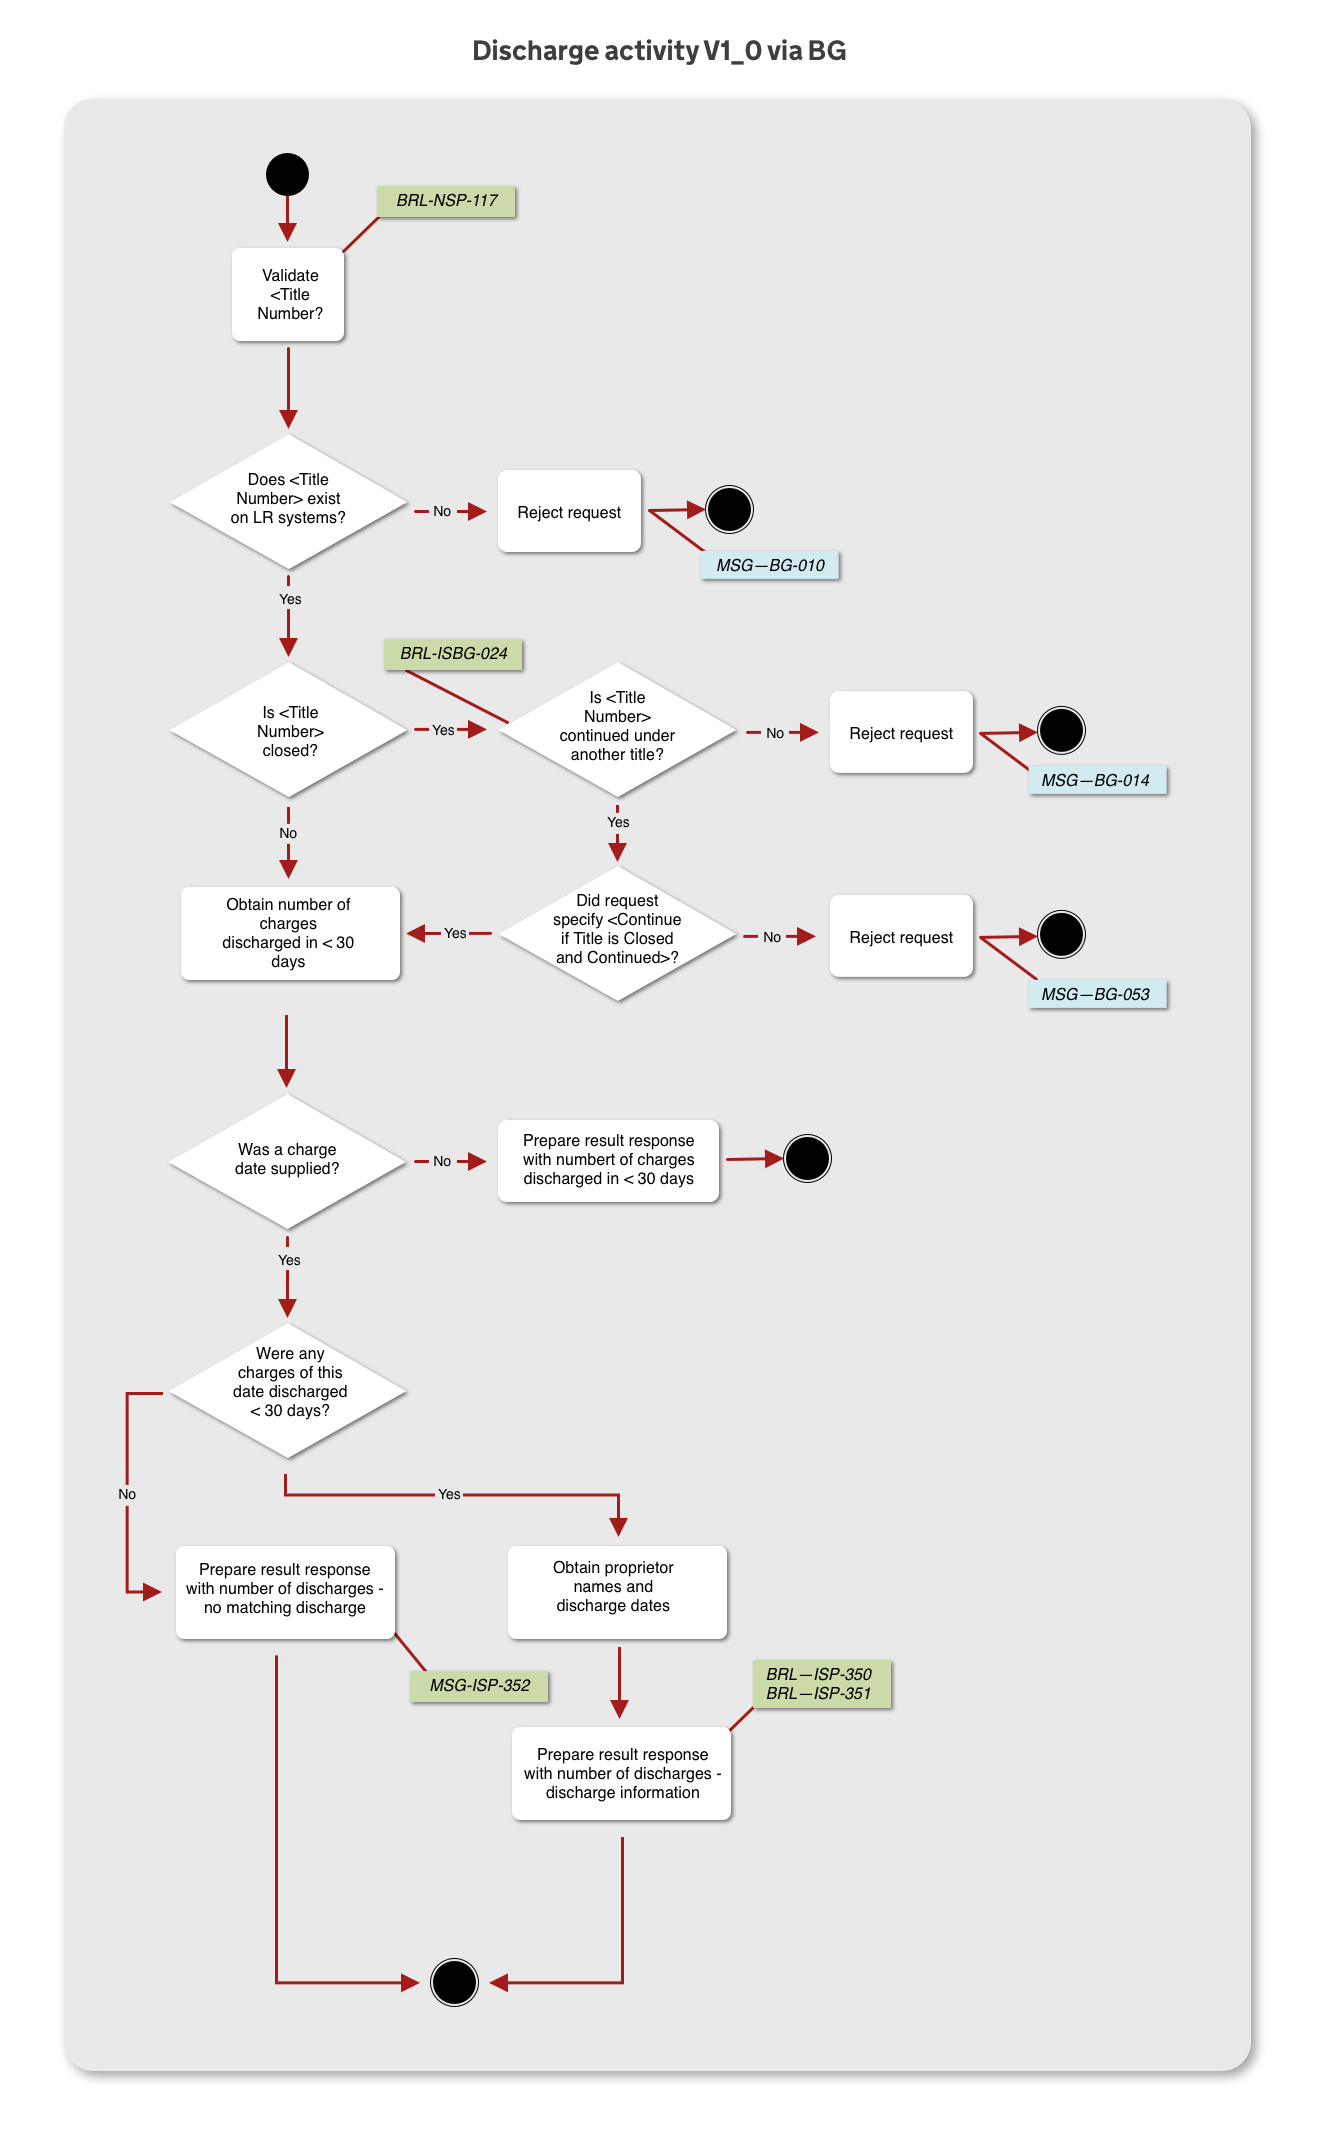 Discharge activity V1_0 via BG
BRL-NSP-117
Validate
<Title
Number?
Does <Title
Number> exist
on LR systems?
No
Reject request
MSG—BG-010
Yes
BRL-ISBG-024
Is <Title
Number>
closed?
Yes
Is <Title
Number>
continued under
another title?
No
Reject request
MSG—BG-014
No
Yes
Obtain number of
charges
discharged in < 30
days
Yes
Did request
specify <Continue
if Title is Closed
and Continued>?
No
Reject request
MSG—BG-053
Was a charge
date supplied?
No
Prepare result response
with numbert of charges
discharged in < 30 days
Yes
Were any
charges of this
date discharged
< 30 days?
No
Yes
Prepare result response
with number of discharges -
no matching discharge
MSG-ISP-352
Obtain proprietor
names and
discharge dates
BRL—ISP-350
BRL—ISP-351
Prepare result response
with number of discharges -
discharge information